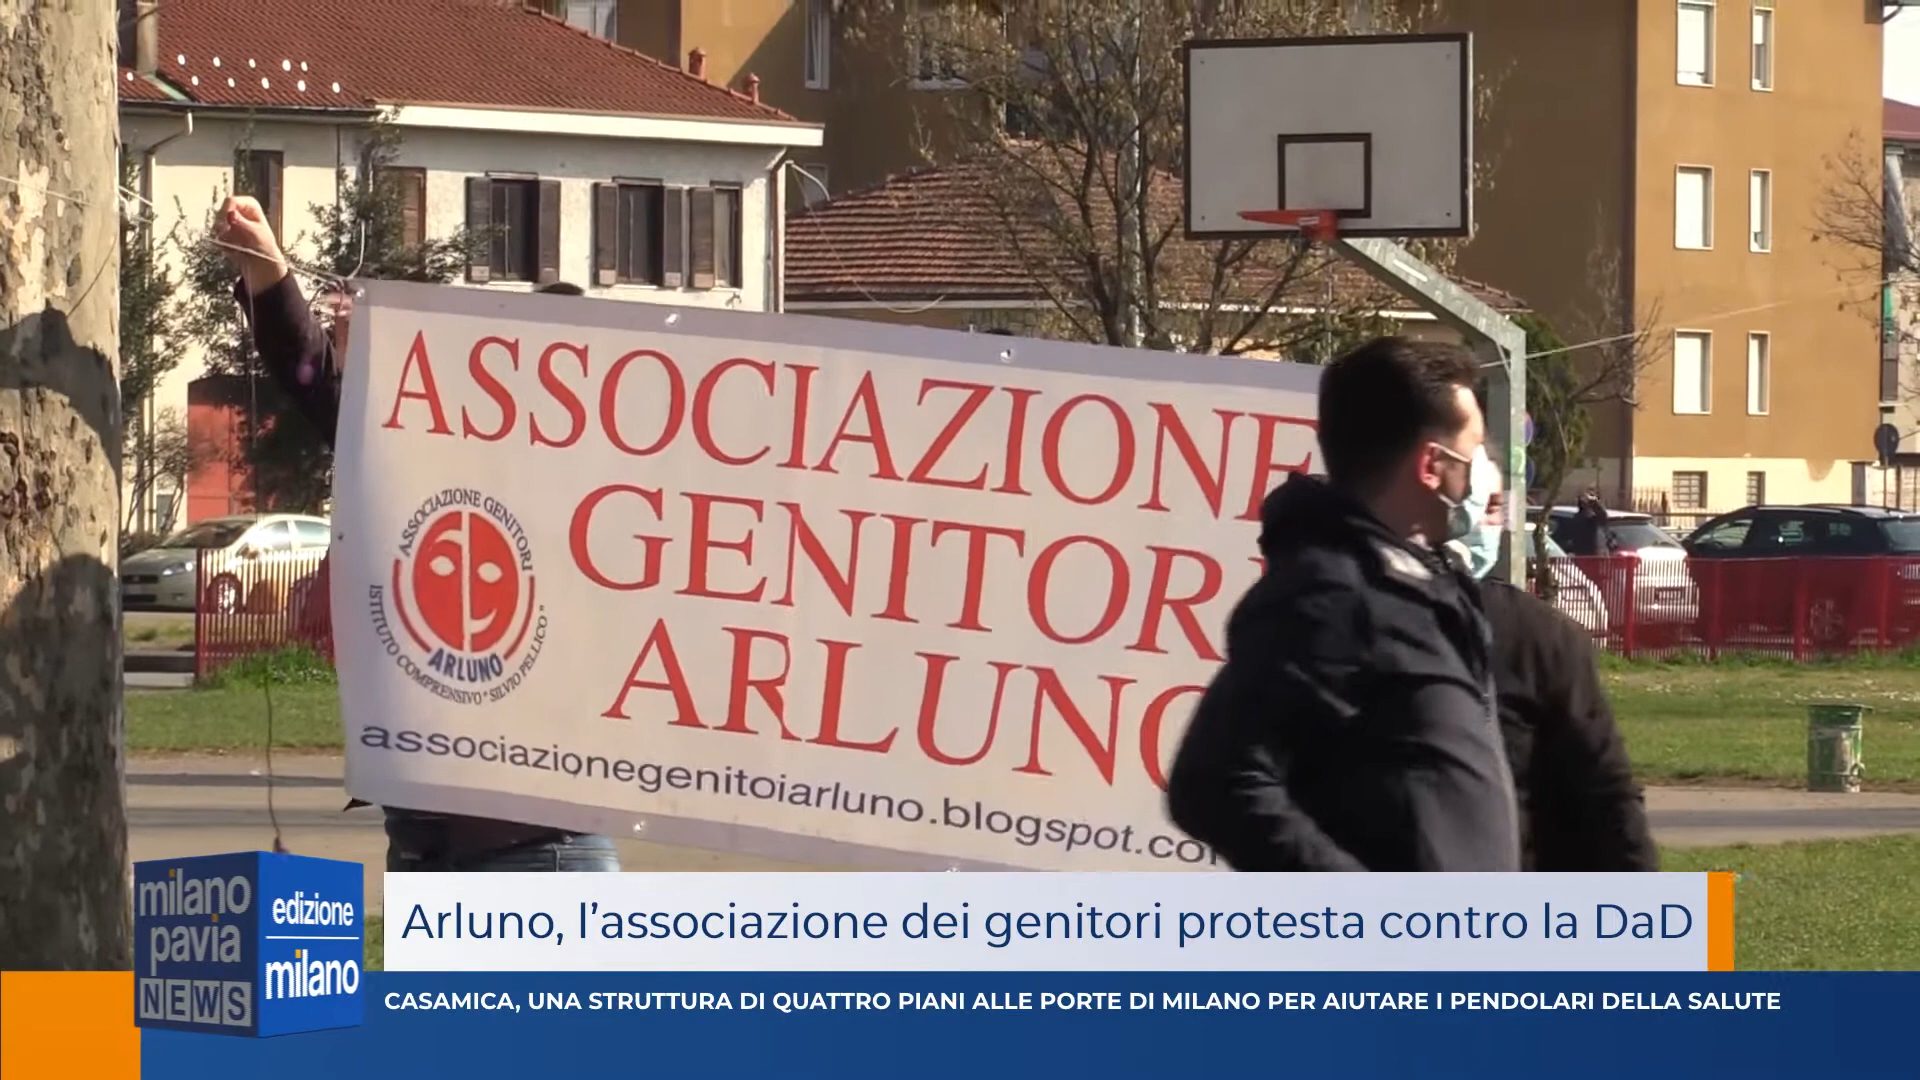 ASSOCIAZIONE
GENITORI
ARLUNO
ASSOCIAZIONE GENITORI
ARLUNO
ISTITUTO COMPRENSIVO "SILVIO PELLICO"
associazionegenitoiarluno.blogspot.com
milano
pavia
NEWS
edizione
milano
Arluno, l’associazione dei genitori protesta contro la DaD
CASAMICA, UNA STRUTTURA DI QUATTRO PIANI ALLE PORTE DI MILANO PER AIUTARE I PENDOLARI DELLA SALUTE